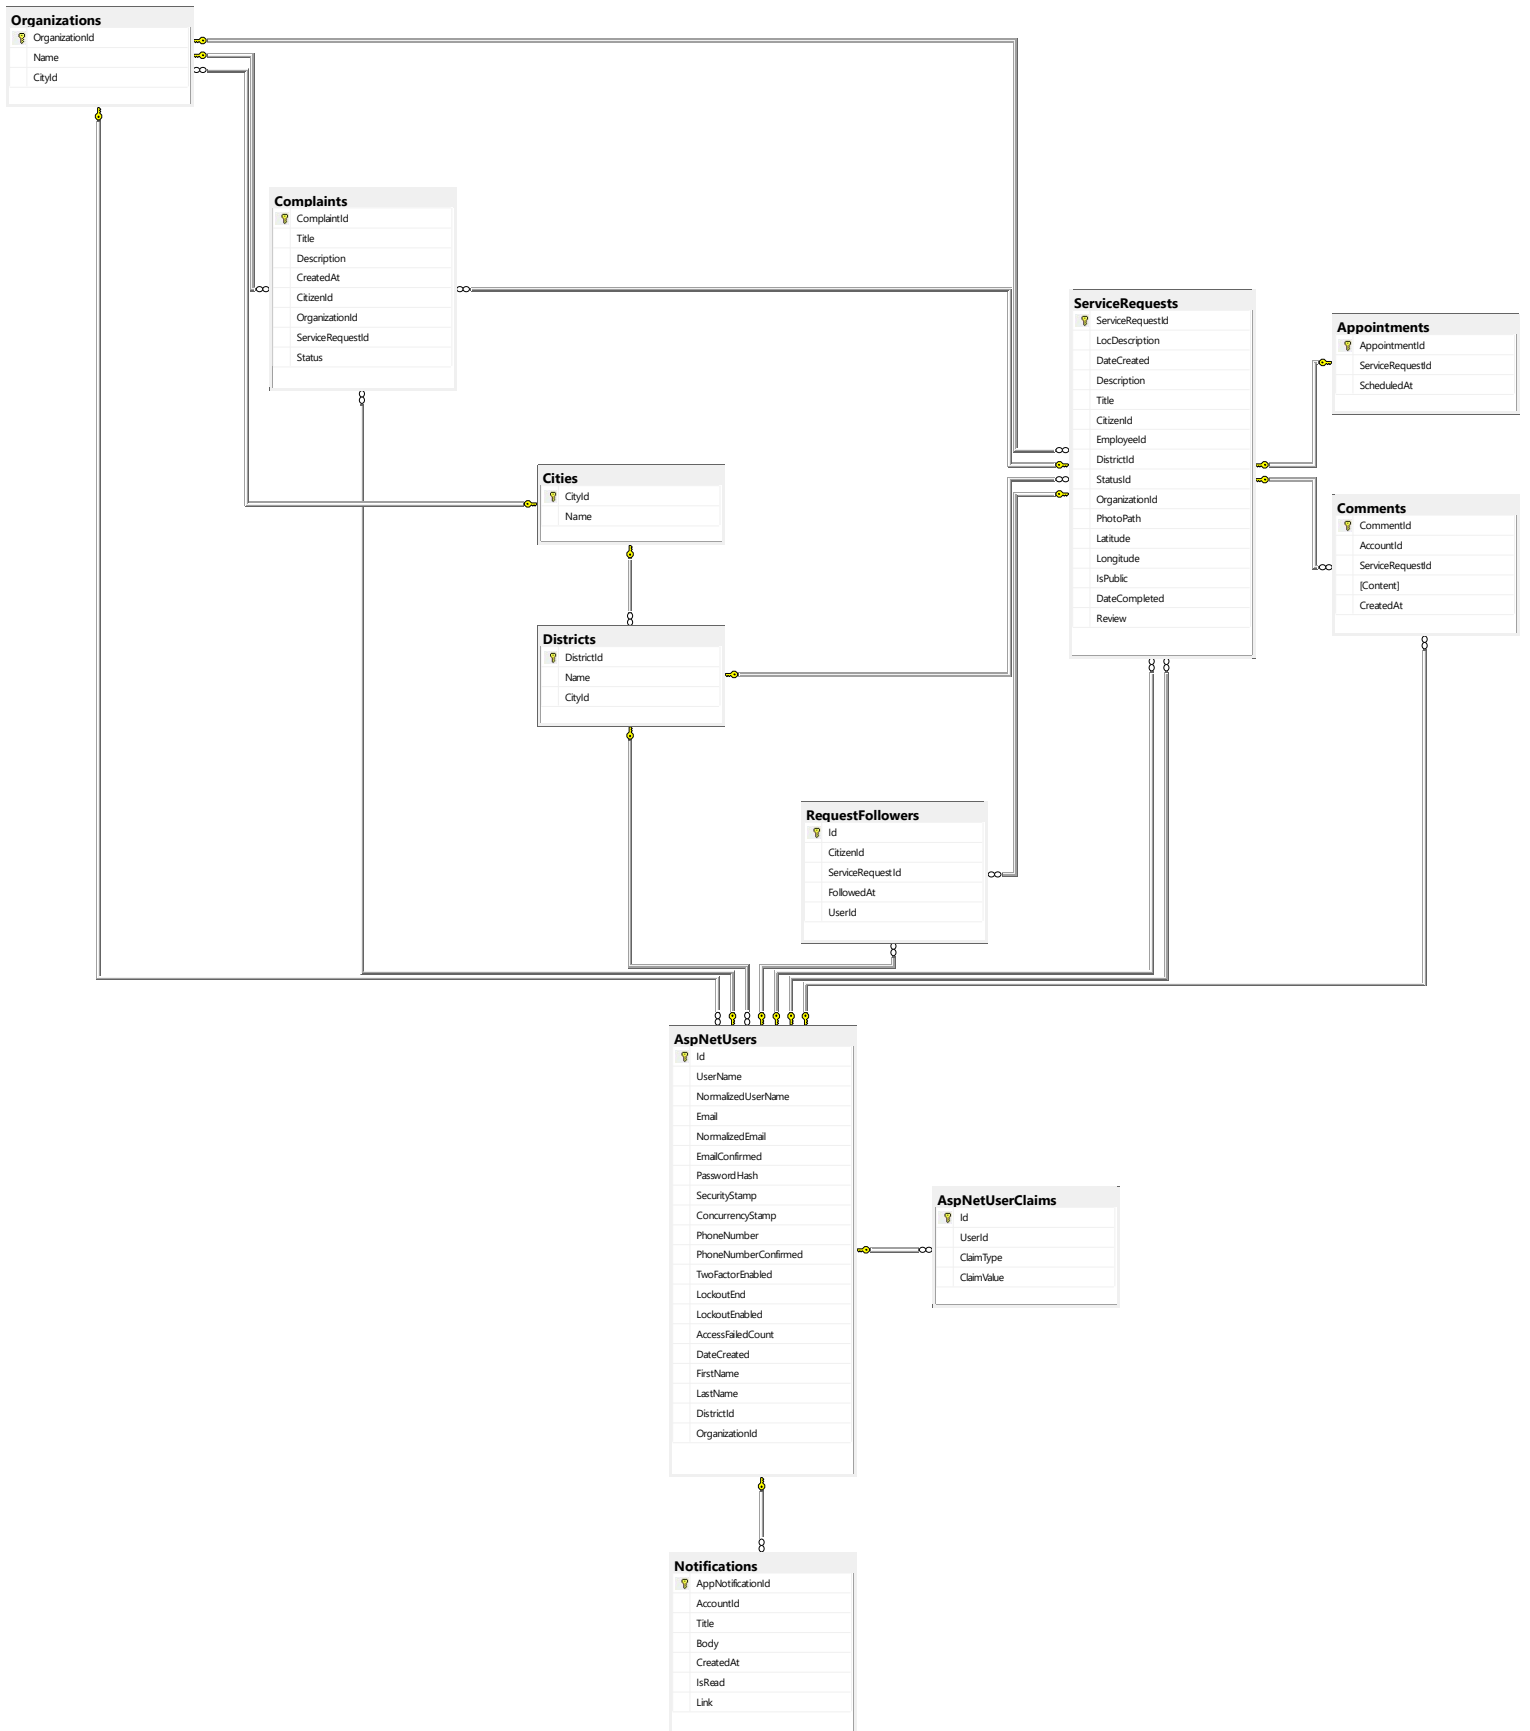 Organizations
OrganizationId
Name
CityId
Complaints
ComplaintId
Title
Description
CreatedAt
CitizenId
OrganizationId
ServiceRequestId
Status
ServiceRequests
ServiceRequestId
LocDescription
DateCreated
Description
Title
CitizenId
EmployeeId
DistrictId
StatusId
OrganizationId
PhotoPath
Latitude
Longitude
IsPublic
DateCompleted
Review
Appointments
AppointmentId
ServiceRequestId
ScheduledAt
Cities
CityId
Name
Comments
CommentId
AccountId
ServiceRequestId
[Content]
CreatedAt
Districts
DistrictId
Name
CityId
RequestFollowers
Id
CitizenId
ServiceRequestId
FollowedAt
UserId
AspNetUsers
Id
UserName
NormalizedUserName
Email
NormalizedEmail
EmailConfirmed
PasswordHash
SecurityStamp
ConcurrencyStamp
PhoneNumber
PhoneNumberConfirmed
TwoFactorEnabled
LockoutEnd
LockoutEnabled
AccessFailedCount
DateCreated
FirstName
LastName
DistrictId
OrganizationId
AspNetUserClaims
Id
UserId
ClaimType
ClaimValue
Notifications
AppNotificationId
AccountId
Title
Body
CreatedAt
IsRead
Link